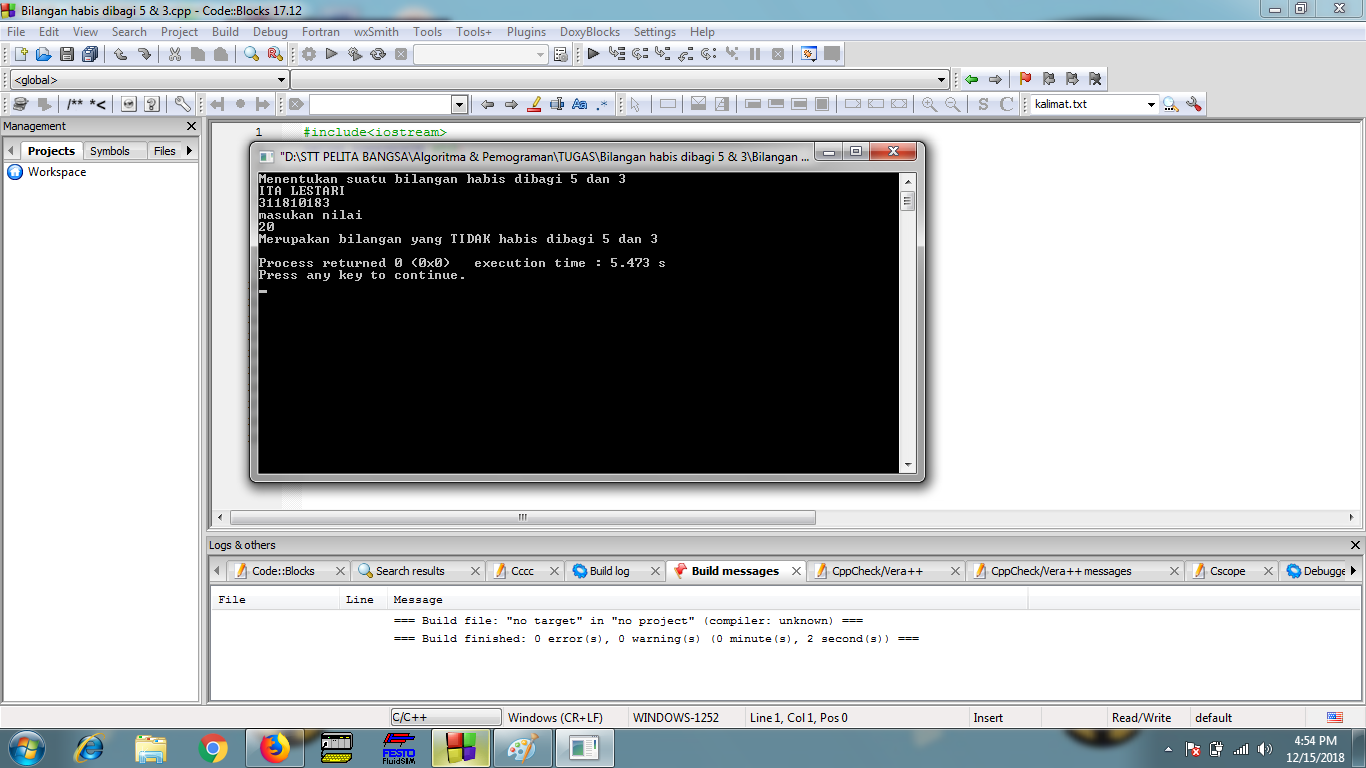 Bilangan habis dibagi 5 & 3.cpp - Code::Blocks 17.12
File Edit View Search Project Build Debug Fortran wxSmith Tools Tools+ Plugins DoxyBlocks Settings Help
<global>
/** *< kalimat.txt
Management
Projects Symbols Files
Workspace
1 #include<iostream>
"D:\STT PELITA BANGSA\Algoritma & Pemograman\TUGAS\Bilangan habis dibagi 5 & 3\Bilangan ...
Menentukan suatu bilangan habis dibagi 5 dan 3
ITA LESTARI
311810183
masukan nilai
20
Merupakan bilangan yang TIDAK habis dibagi 5 dan 3
Process returned 0 (0x0)   execution time : 5.473 s
Press any key to continue.
Logs & others
Code::Blocks Search results Cccc Build log Build messages CppCheck/Vera++ CppCheck/Vera++ messages Cscope Debugge
File Line Message
=== Build file: "no target" in "no project" (compiler: unknown) ===
=== Build finished: 0 error(s), 0 warning(s) (0 minute(s), 2 second(s)) ===
C/C++ Windows (CR+LF) WINDOWS-1252 Line 1, Col 1, Pos 0 Insert Read/Write default
FESTO
FluidSIM
4:54 PM
12/15/2018